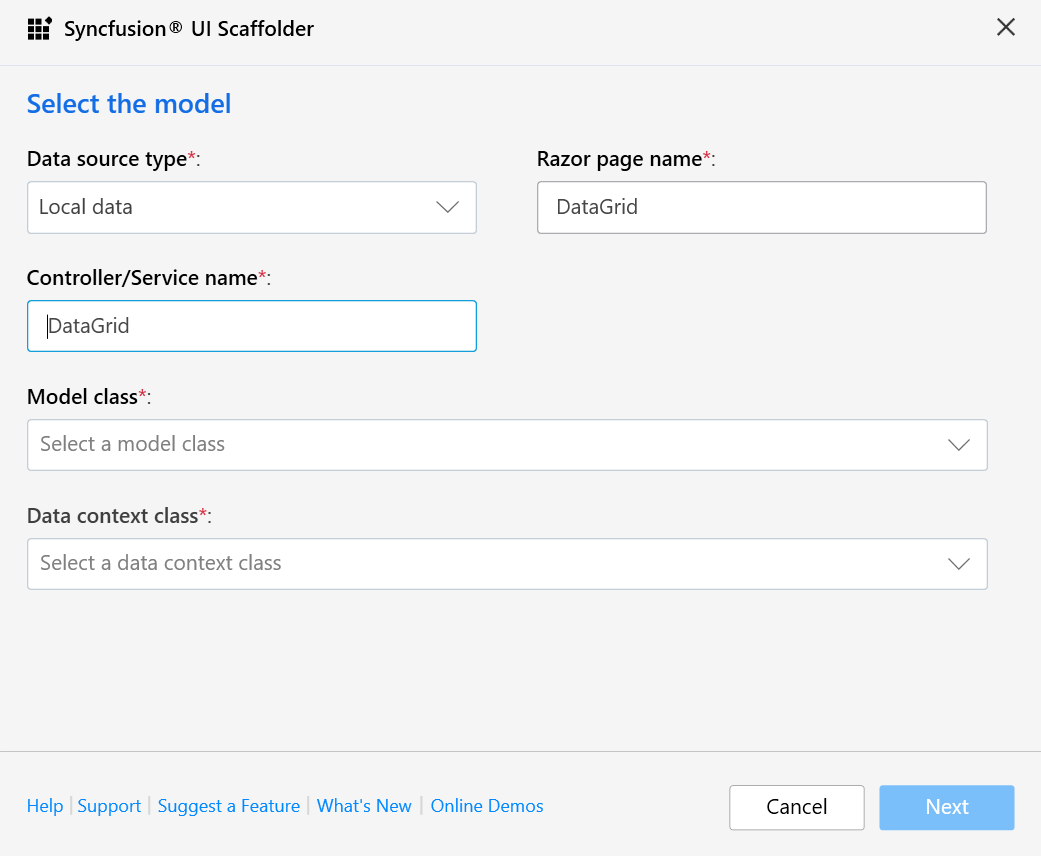 Syncfusion® UI Scaffolder
Select the model
Data source type*:
Razor page name*:
Local data
DataGrid
Controller/Service name*:
DataGrid
Model class*:
Select a model class
Data context class*:
Select a data context class
Help | Support | Suggest a Feature | What's New | Online Demos
Cancel
Next